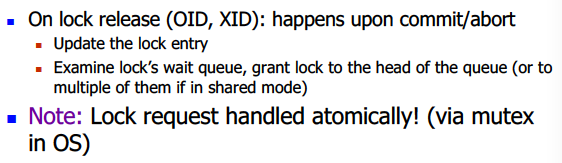 On lock release (OID, XID): happens upon commit/abort
Update the lock entry
Examine lock's wait queue, grant lock to the head of the queue (or to
multiple of them if in shared mode)
Note: Lock request handled atomically! (via mutex
in OS)